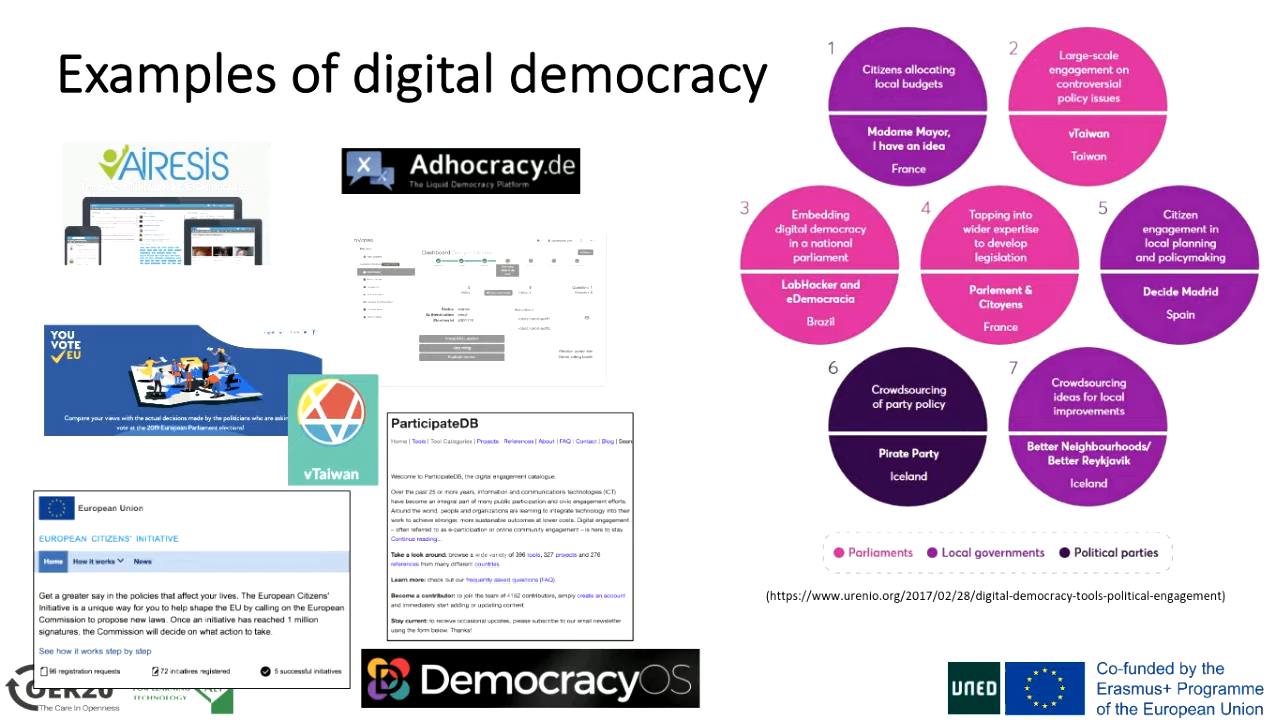 Examples of digital democracy
AIRESIS
Adhocracy.de
The Liquid Democracy Platform
Dashboard
YOU
VOTE
EU
Compare your views with the actual decisions made by the politicians who are
vote at the 2019 European Parliament elections!
vTaiwan
ParticipateDB
Home | Tools | Tool Categories | Projects References | About | FAQ | Contact | Blog | Sear
Welcome to ParticipateDB, the digital engagement catalogue.
Over the past 25 or more years, information and communications technologies (ICT)
have become an integral part of many public participation and civic engagement efforts.
Around the world, people and organizations are learning to integrate technology into their
work to achieve stronger, more sustainable outcomes at lower costs. Digital engagement
– often referred to as e-participation or online community engagement – is here to stay.
Continue reading...
Take a look around: browse a wide variety of 396 tools, 327 projects and 276
references from many different countries.
Learn more: check out our frequently asked questions (FAQ).
Become a contributor: to join the team of 4162 contributors, simply create an account
and immediately start adding or updating content.
Stay current: to receive occasional updates, please subscribe to our email newsletter
using the form below. Thanks!
European Union
EUROPEAN CITIZENS' INITIATIVE
Home How it works News
Get a greater say in the policies that affect your lives. The European Citizens'
Initiative is a unique way for you to help shape the EU by calling on the European
Commission to propose new laws. Once an initiative has reached 1 million
signatures, the Commission will decide on what action to take.
See how it works step by step
96 registration requests 72 initiatives registered 5 successful initiatives
The Care In Openness
TECHNOLOGY
DemocracyOS
1
Citizens allocating
local budgets
Madame Mayor,
I have an idea
France
2
Large-scale
engagement on
controversial
policy issues
vTaiwan
Taiwan
3
Embedding
digital democracy
in a national
parliament
LabHacker and
eDemocracia
Brazil
4
Tapping into
wider expertise
to develop
legislation
Parlement &
Citoyens
France
5
Citizen
engagement in
local planning
and policymaking
Decide Madrid
Spain
6
Crowdsourcing
of party policy
Pirate Party
Iceland
7
Crowdsourcing
ideas for local
improvements
Better Neighbourhoods/
Better Reykjavik
Iceland
Parliaments Local governments Political parties
(https://www.urenio.org/2017/02/28/digital-democracy-tools-political-engagement)
UNED
Co-funded by the
Erasmus+ Programme
of the European Union